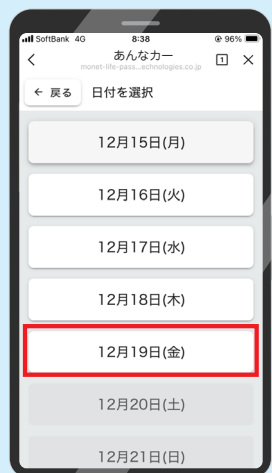 SoftBank 4G 8:38 96%
あんなカー
monet-life-pass...echnologres.co.jp
1
← 戻る 日付を選択
12月15日(月)
12月16日(火)
12月17日(水)
12月18日(木)
12月19日(金)
12月20日(土)
12月21日(日)